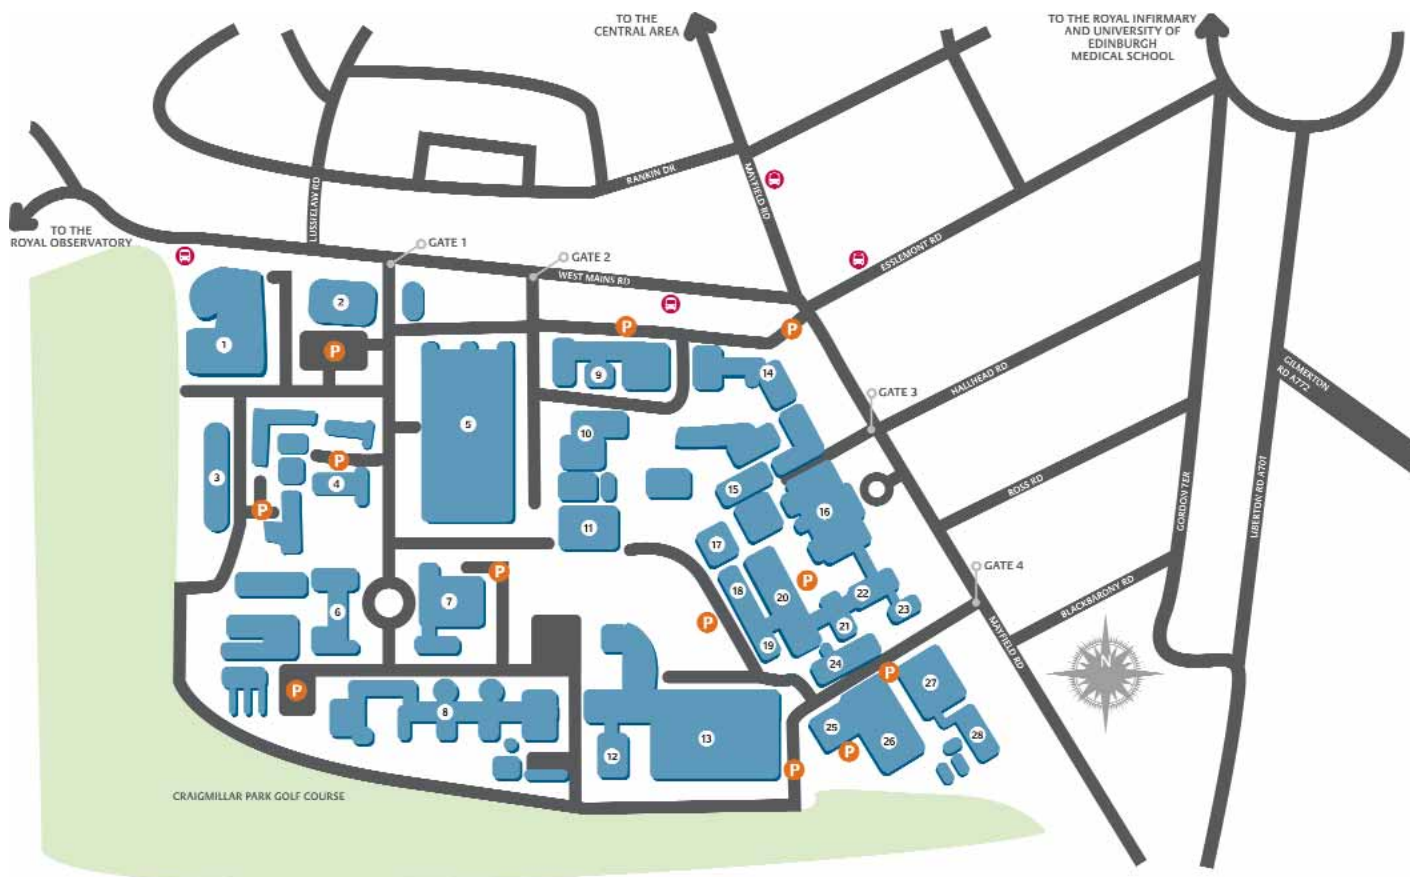 TO THE
CENTRAL AREA
TO THE ROYAL INFIRMARY
AND UNIVERSITY OF
EDINBURGH
MEDICAL SCHOOL
RANKIN DR
MAYFIELD RD
LUSSIELAW RD
TO THE
ROYAL OBSERVATORY
GATE 1
GATE 2
WEST MAINS RD
ESSLEMONT RD
P
P
P
HALLHEAD RD
GILMERTON
RD A772
GATE 3
ROSS RD
GORDON TER
LIBERTON RD A701
GATE 4
BLACKBARONY RD
MAYFIELD RD
N
1
2
3
4
5
6
7
8
9
10
11
12
13
14
15
16
17
18
19
20
21
22
23
24
25
26
27
28
P
P
P
P
P
P
P
P
P
CRAIGMILLAR PARK GOLF COURSE